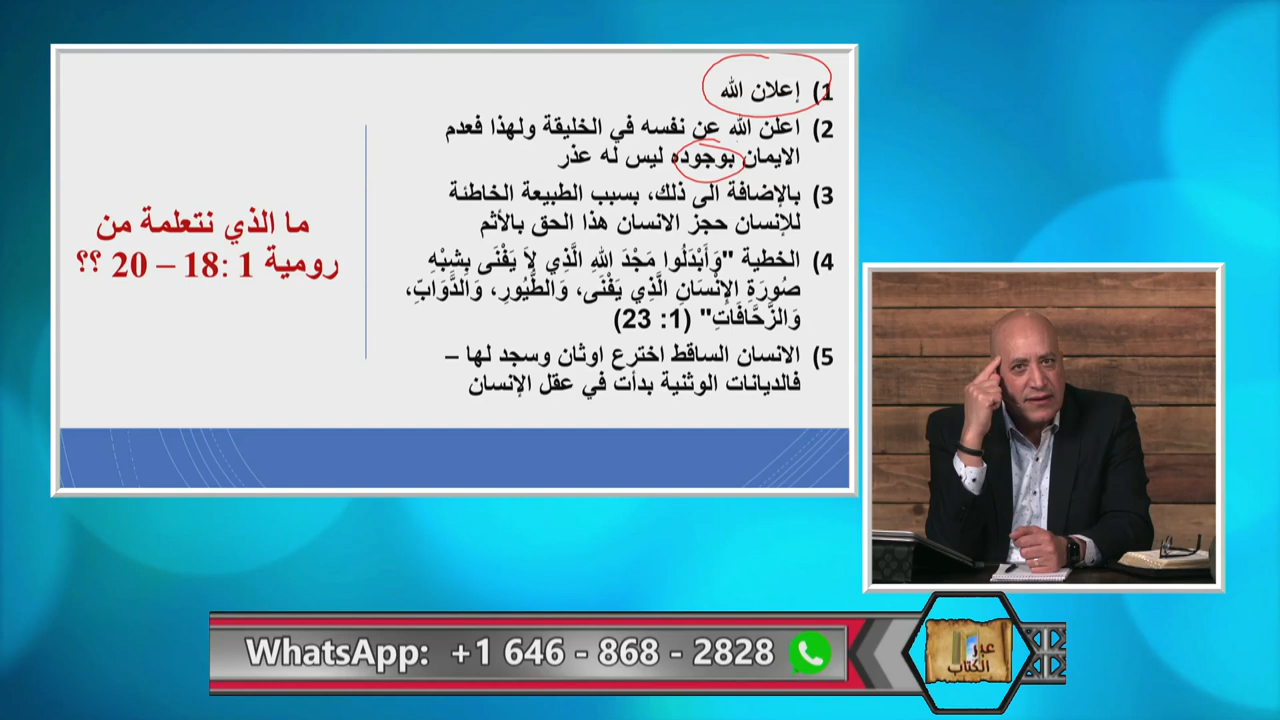 1) إعلان الله
2) اعلن الله عن نفسه في الخليقة ولهذا فعدم
الايمان بوجوده ليس له عذر
3) بالإضافة الى ذلك، بسبب الطبيعة الخاطئة
للإنسان حجز الانسان هذا الحق بالأثم
4) الخطية "وَأَبْدَلُوا مَجْدَ اللهِ الَّذِي لاَ يَفْنَى بِشِبْهِ
صُورَةِ الإِنْسَانِ الَّذِي يَفْنَى، وَالطُّيُورِ، وَالدَّوَابِّ،
وَالزَّحَّافَاتِ" (1: 23)
5) الانسان الساقط اخترع اوثان وسجد لها –
فالديانات الوثنية بدأت في عقل الإنسان
ما الذي نتعلمة من
رومية 1 :18 – 20 ؟؟
WhatsApp: +1 646 - 868 - 2828
عبر
الكتاب